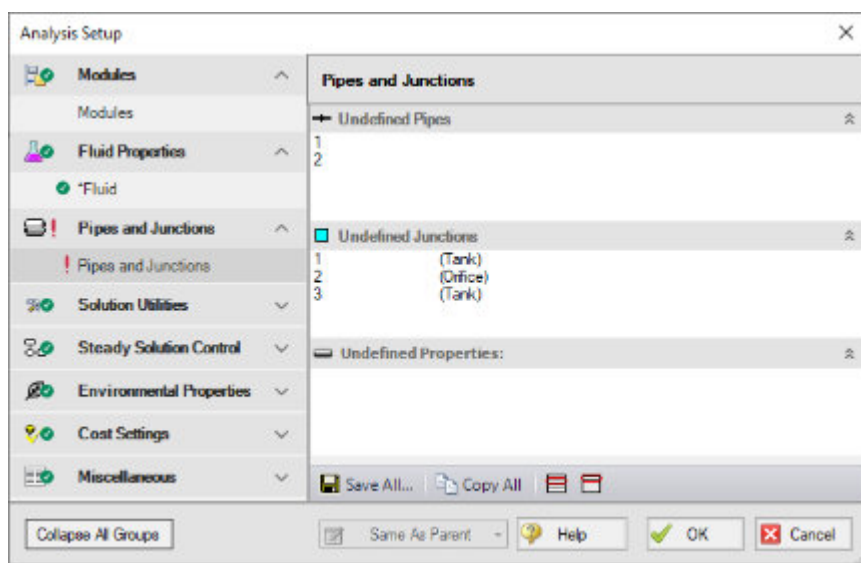 Analysis Setup
Modules
Modules
Fluid Properties
*Fluid
Pipes and Junctions
Pipes and Junctions
Solution Utilities
Steady Solution Control
Environmental Properties
Cost Settings
Miscellaneous
Collapse All Groups
Pipes and Junctions
Undefined Pipes
1
2
Undefined Junctions
1 (Tank)
2 (Orifice)
3 (Tank)
Undefined Properties:
Save All... Copy All
Same As Parent Help OK Cancel